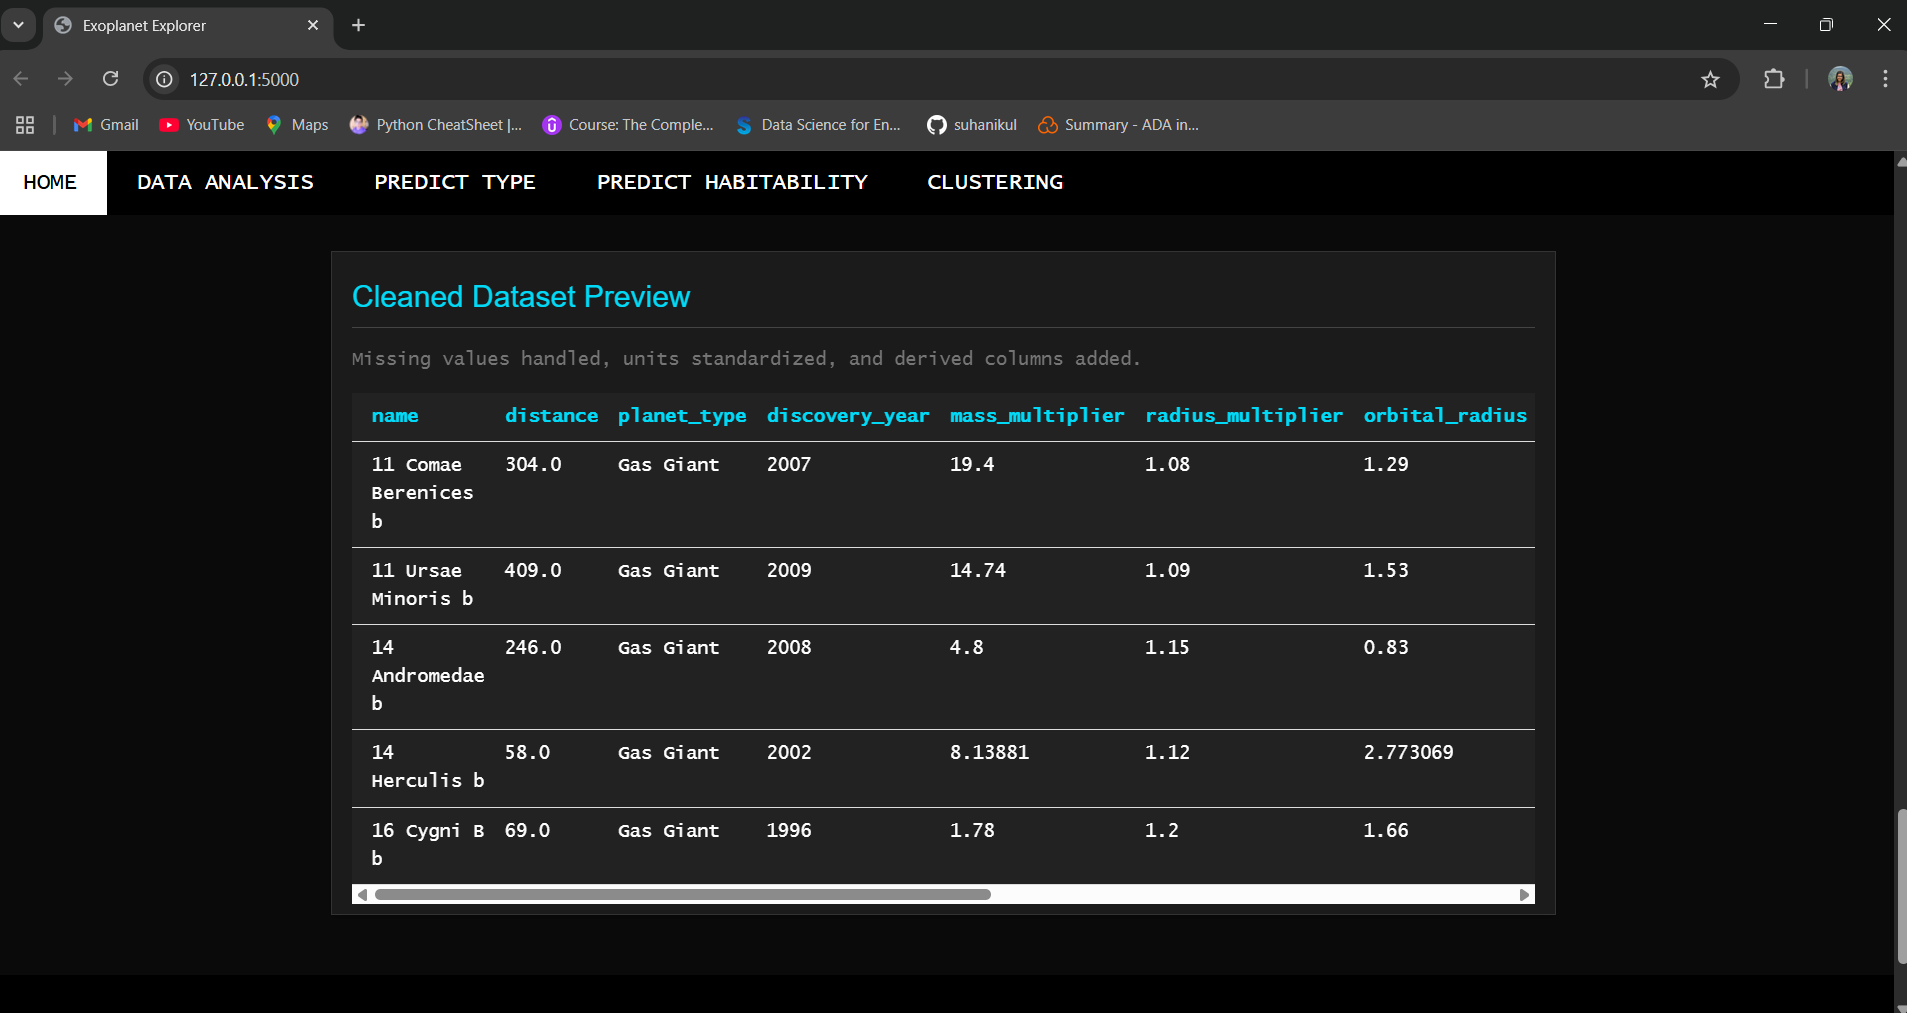 Exoplanet Explorer
127.0.0.1:5000
Gmail YouTube Maps Python CheatSheet |... Course: The Comple... Data Science for En... suhanikul Summary - ADA in...
HOME DATA ANALYSIS PREDICT TYPE PREDICT HABITABILITY CLUSTERING
Cleaned Dataset Preview
Missing values handled, units standardized, and derived columns added.
name distance planet_type discovery_year mass_multiplier radius_multiplier orbital_radius
11 Comae 304.0 Gas Giant 2007 19.4 1.08 1.29
Berenices
b
11 Ursae 409.0 Gas Giant 2009 14.74 1.09 1.53
Minoris b
14 246.0 Gas Giant 2008 4.8 1.15 0.83
Andromedae
b
14 58.0 Gas Giant 2002 8.13881 1.12 2.773069
Herculis b
16 Cygni B 69.0 Gas Giant 1996 1.78 1.2 1.66
b